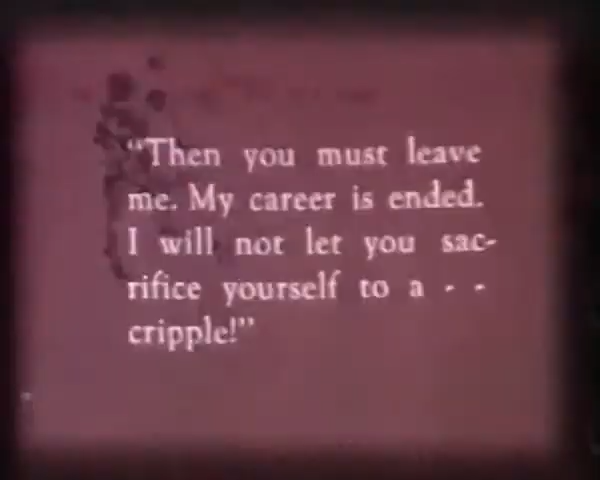 “Then you must leave
me. My career is ended.
I will not let you sac-
rifice yourself to a - -
cripple!”